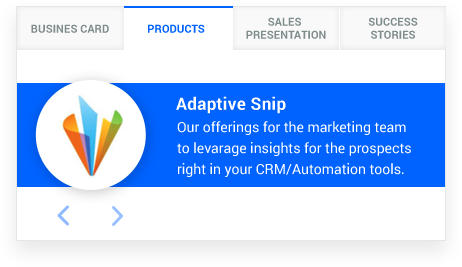 BUSINES CARD
PRODUCTS
SALES
PRESENTATION
SUCCESS
STORIES
Adaptive Snip
Our offerings for the marketing team
to levarage insights for the prospects
right in your CRM/Automation tools.